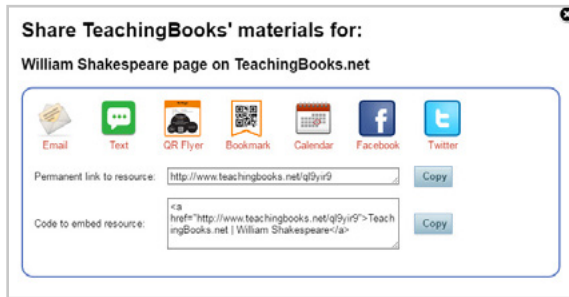 Share TeachingBooks' materials for:
William Shakespeare page on TeachingBooks.net
Email Text QR Flyer Bookmark Calendar Facebook Twitter
Permanent link to resource: http://www.teachingbooks.net/ql9yir9 Copy
Code to embed resource: <a
href="http://www.teachingbooks.net/ql9yir9">Teach
ingBooks.net | William Shakespeare</a> Copy